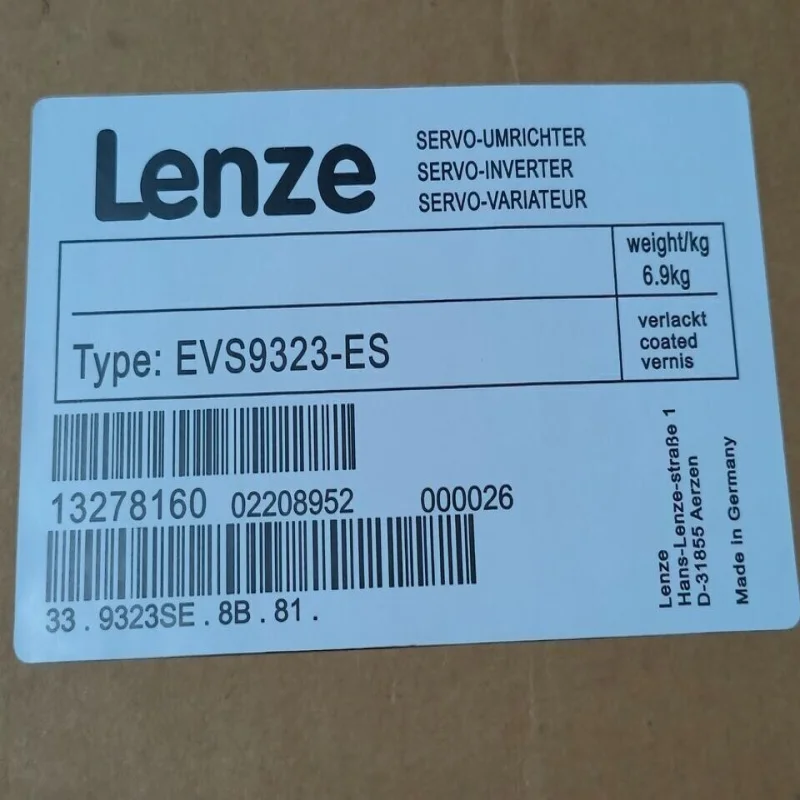 Lenze
SERVO-UMRICHTER
SERVO-INVERTER
SERVO-VARIATEUR
weight/kg
6.9kg
Type: EVS9323-ES
verlackt
coated
vernis
13278160 02208952 000026
33 . 9323SE . 8B . 81 .
Lenze
Hans-Lenze-straße 1
D-31855 Aerzen
Made in Germany